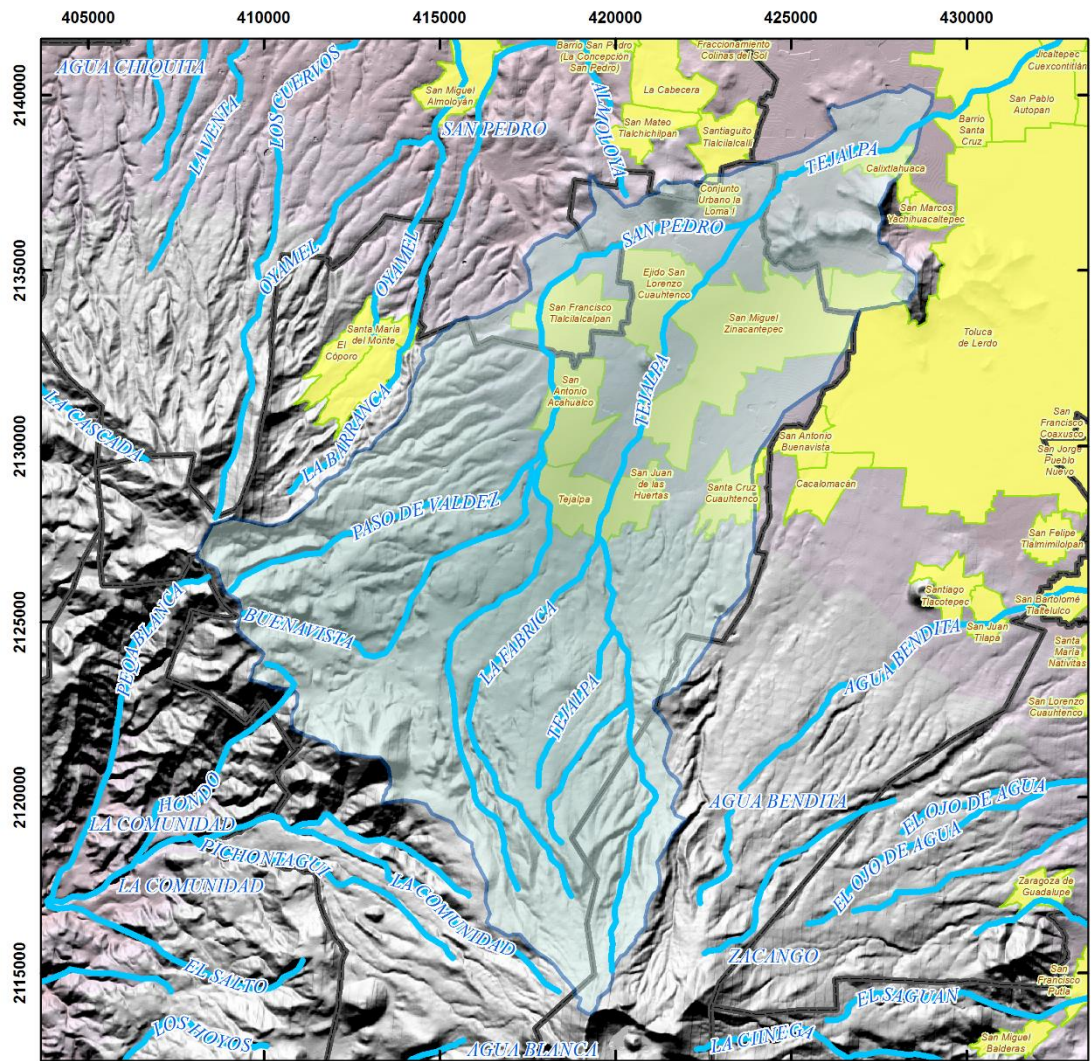 405000 410000 415000 420000 425000 430000
2140000
2135000
2130000
2125000
2120000
2115000
AGUA CHIQUITA
LA VENTA
LOS CUERVOS
San Miguel
Almoloyan
SAN PEDRO
Barrio San Pedro
(La Concepción
San Pedro)
ALMOLOYA
Fraccionamiento
Colinas del Sol
La Cabecera
San Mateo
Tlalchichilpan
Santiaguito
Tlalcilalcalli
Jicaltepec
Cuexcontitlán
San Pablo
Autopan
Barrio
Santa
Cruz
TEJALPA
Calixtlahuaca
Conjunto
Urbano la
Loma I
San Marcos
Yachihuacaltepec
OYAMEL
OYAMEL
SAN PEDRO
Ejido San
Lorenzo
Cuauhtenco
San Francisco
Tlalcilalcalpan
San Miguel
Zinacantepec
Toluca
de Lerdo
Santa María
del Monte
El
Cóporo
LA BARRANCA
TEJALPA
San
Antonio
Acahualco
LA CASCADA
San Antonio
Buenavista
San
Francisco
Coaxusco
San Jorge
Pueblo
Nuevo
Cacalomacán
San Juan
de las
Huertas
Santa Cruz
Cuauhtenco
Tejalpa
PASO DE VALDEZ
San Felipe
Tlalmimilolpan
PEQA BLANCA
BUENAVISTA
LA FABRICA
TEJALPA
Santiago
Tlacotepec
San Bartolomé
Tlaltelulco
San Juan
Tilapa
Santa
María
Nativitas
AGUA BENDITA
San Lorenzo
Cuauhtenco
HONDO
LA COMUNIDAD
PICHONTAGUI
LA COMUNIDAD
LA COMUNIDAD
AGUA BENDITA
EL OJO DE AGUA
EL OJO DE AGUA
Zaragoza de
Guadalupe
ZACANGO
EL SALTO
San
Francisco
Putla
EL SAGUAN
LOS HOYOS
AGUA BLANCA
LA CIINEGA
San Miguel
Balderas